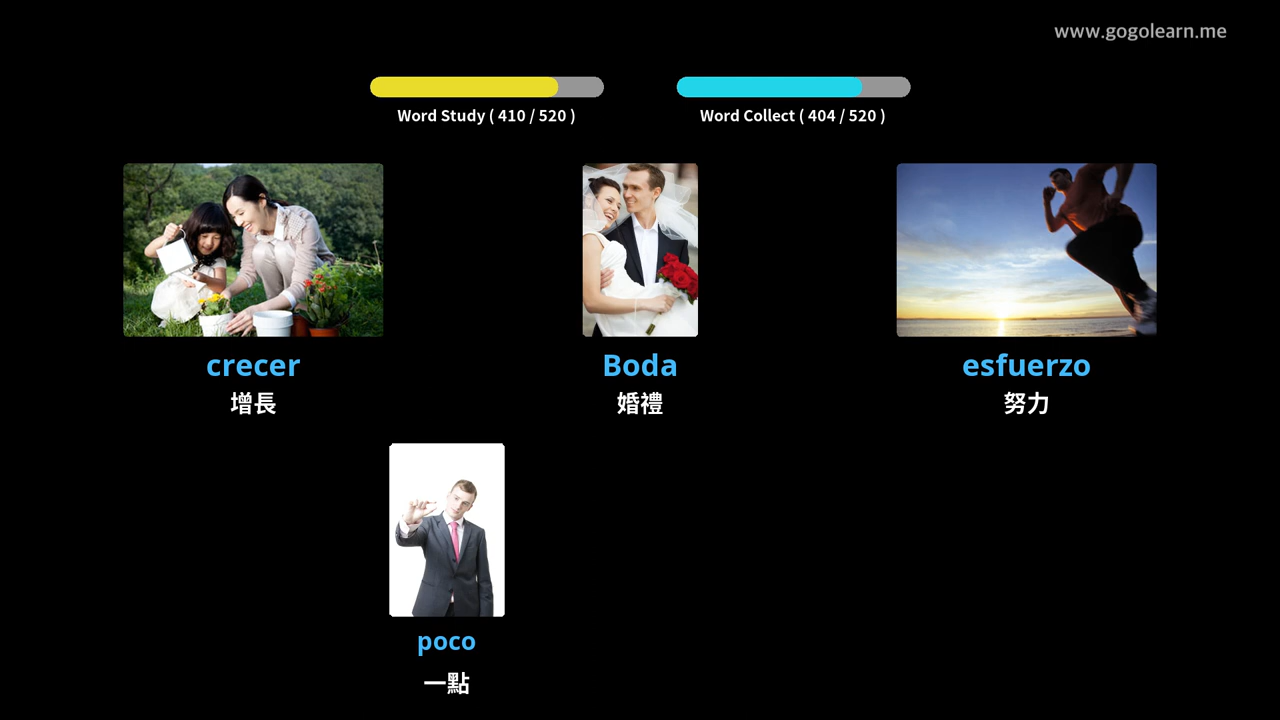 www.gogolearn.me
Word Study ( 410 / 520 )
Word Collect ( 404 / 520 )
crecer
增長
Boda
婚禮
esfuerzo
努力
poco
一點